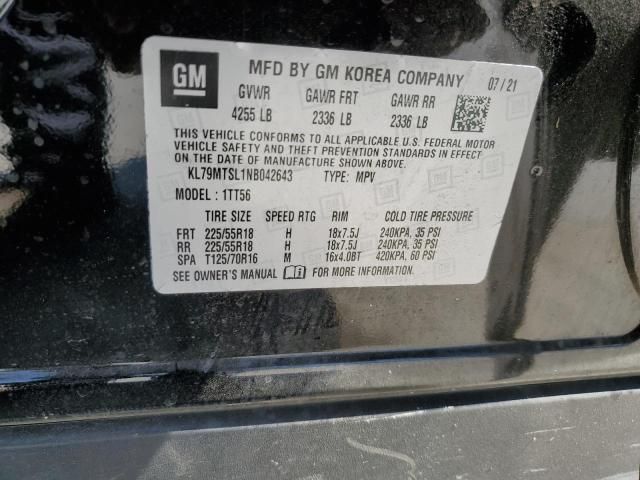 GM MFD BY GM KOREA COMPANY 07/21
GVWR GAWR FRT GAWR RR
4255 LB 2336 LB 2336 LB
THIS VEHICLE CONFORMS TO ALL APPLICABLE U.S. FEDERAL MOTOR
VEHICLE SAFETY AND THEFT PREVENTION STANDARDS IN EFFECT ON
THE DATE OF MANUFACTURE SHOWN ABOVE.
KL79MTSL1NB042643 TYPE: MPV
MODEL: 1TT56
TIRE SIZE SPEED RTG RIM COLD TIRE PRESSURE
FRT 225/55R18 H 18x7.5J 240KPA, 35 PSI
RR 225/55R18 H 18x7.5J 240KPA, 35 PSI
SPA T125/70R16 M 16x4.0BT 420KPA, 60 PSI
SEE OWNER'S MANUAL FOR MORE INFORMATION